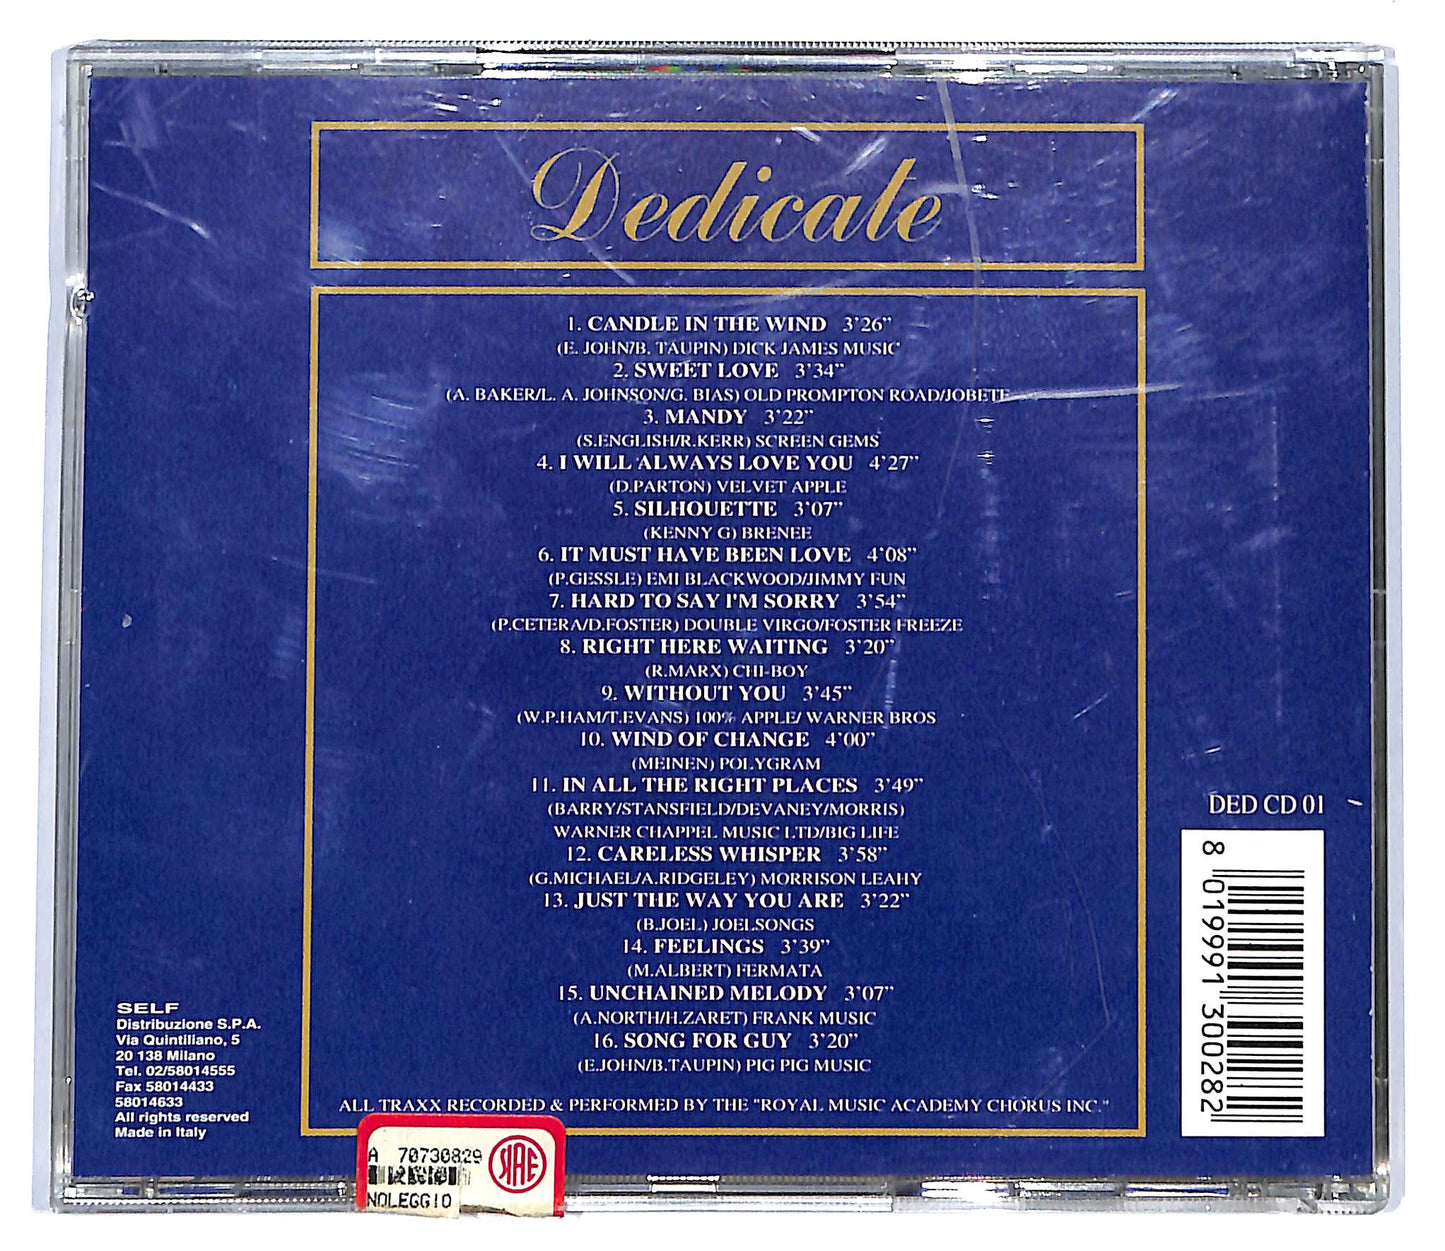 Dedicate
1. CANDLE IN THE WIND 3'26"
(E. JOHN/B. TAUPIN) DICK JAMES MUSIC
2. SWEET LOVE 3'34"
(A. BAKER/L. A. JOHNSON/G. BIAS) OLD PROMPTON ROAD/JOBETE
3. MANDY 3'22"
(S.ENGLISH/R.KERR) SCREEN GEMS
4. I WILL ALWAYS LOVE YOU 4'27"
(D.PARTON) VELVET APPLE
5. SILHOUETTE 3'07"
(KENNY G) BRENEE
6. IT MUST HAVE BEEN LOVE 4'08"
(P.GESSLE) EMI BLACKWOOD/JIMMY FUN
7. HARD TO SAY I'M SORRY 3'54"
(P.CETERA/D.FOSTER) DOUBLE VIRGO/FOSTER FREEZE
8. RIGHT HERE WAITING 3'20"
(R.MARX) CHI-BOY
9. WITHOUT YOU 3'45"
(W.P.HAM/T.EVANS) 100% APPLE/ WARNER BROS
10. WIND OF CHANGE 4'00"
(MEINEN) POLYGRAM
11. IN ALL THE RIGHT PLACES 3'49"
(BARRY/STANSFIELD/DEVANEY/MORRIS)
WARNER CHAPPEL MUSIC LTD/BIG LIFE
12. CARELESS WHISPER 3'58"
(G.MICHAEL/A.RIDGELEY) MORRISON LEAHY
13. JUST THE WAY YOU ARE 3'22"
(B.JOEL) JOELSONGS
14. FEELINGS 3'39"
(M.ALBERT) FERMATA
15. UNCHAINED MELODY 3'07"
(A.NORTH/H.ZARET) FRANK MUSIC
16. SONG FOR GUY 3'20"
(E.JOHN/B.TAUPIN) PIG PIG MUSIC
ALL TRAXX RECORDED & PERFORMED BY THE "ROYAL MUSIC ACADEMY CHORUS INC."
SELF
Distribuzione S.P.A.
Via Quintiliano, 5
20 138 Milano
Tel. 02/58014555
Fax 58014433
58014633
All rights reserved
Made in Italy
DED CD 01
8 019991 300282
A 70730829
SIAE
NOLEGGIO